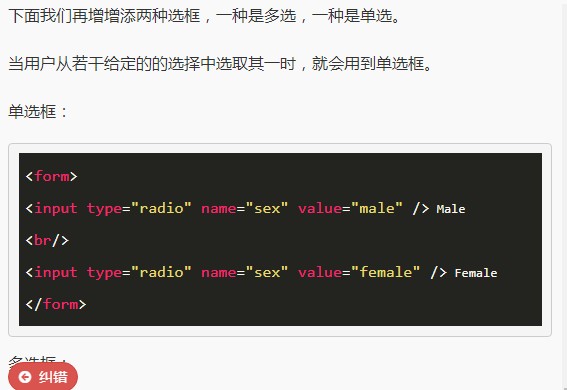 下面我们再增增添两种选框，一种是多选，一种是单选。
当用户从若干给定的的选择中选取其一时，就会用到单选框。
单选框：
<form>
<input type="radio" name="sex" value="male" /> Male
<br/>
<input type="radio" name="sex" value="female" /> Female
</form>
多选框：
纠错